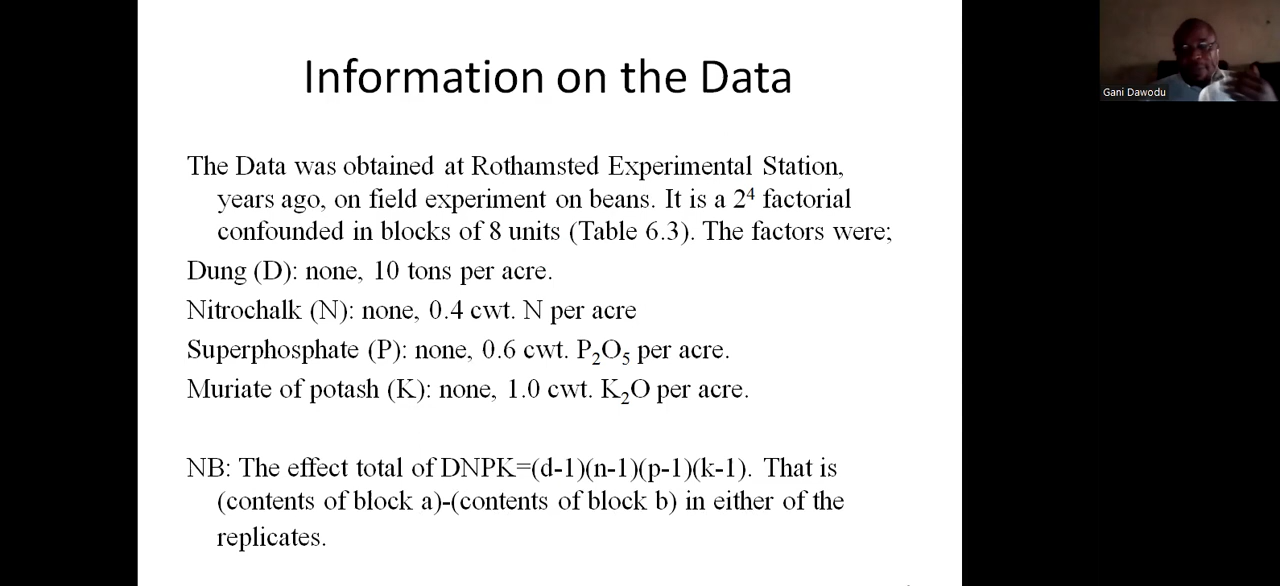 Information on the Data
Gani Dawodu
The Data was obtained at Rothamsted Experimental Station,
years ago, on field experiment on beans. It is a 2⁴ factorial
confounded in blocks of 8 units (Table 6.3). The factors were;
Dung (D): none, 10 tons per acre.
Nitrochalk (N): none, 0.4 cwt. N per acre
Superphosphate (P): none, 0.6 cwt. P₂O₅ per acre.
Muriate of potash (K): none, 1.0 cwt. K₂O per acre.
NB: The effect total of DNPK=(d-1)(n-1)(p-1)(k-1). That is
(contents of block a)-(contents of block b) in either of the
replicates.